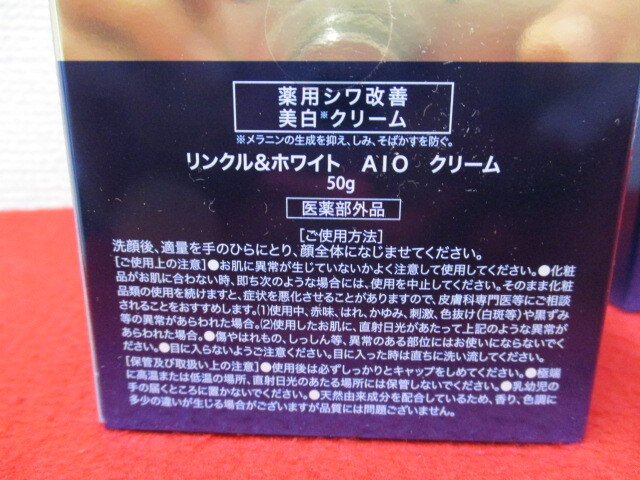 薬用シワ改善
美白※クリーム
※メラニンの生成を抑え、しみ、そばかすを防ぐ。
リンクル&ホワイト AIO クリーム
50g
医薬部外品
[ご使用方法]
洗顔後、適量を手のひらにとり、顔全体になじませてください。
[ご使用上の注意]●お肌に異常が生じていないかよく注意して使用してください。●化粧
品がお肌に合わない時、即ち次のような場合には、使用を中止してください。そのまま化粧
品類の使用を続けますと、症状を悪化させることがありますので、皮膚科専門医等にご相談
されることをおすすめします。(1)使用中、赤味、はれ、かゆみ、刺激、色抜け(白斑等)や黒ずみ
等の異常があらわれた場合。(2)使用したお肌に、直射日光があたって上記のような異常が
あらわれた場合。●傷やはれもの、しっしん等、異常のある部位にはお使いにならないでく
ださい。●目に入らないようご注意ください。目に入った時は直ちに洗い流してください。
[保管及び取扱い上の注意]●使用後は必ずしっかりとキャップをしめてください。●極端
に高温または低温の場所、直射日光のあたる場所には保管しないでください。●乳幼児の
手の届くところに置かないでください。●天然由来成分を配合しているため、香り、色調に
多少の違いが生じる場合がございますが品質には問題ございません。